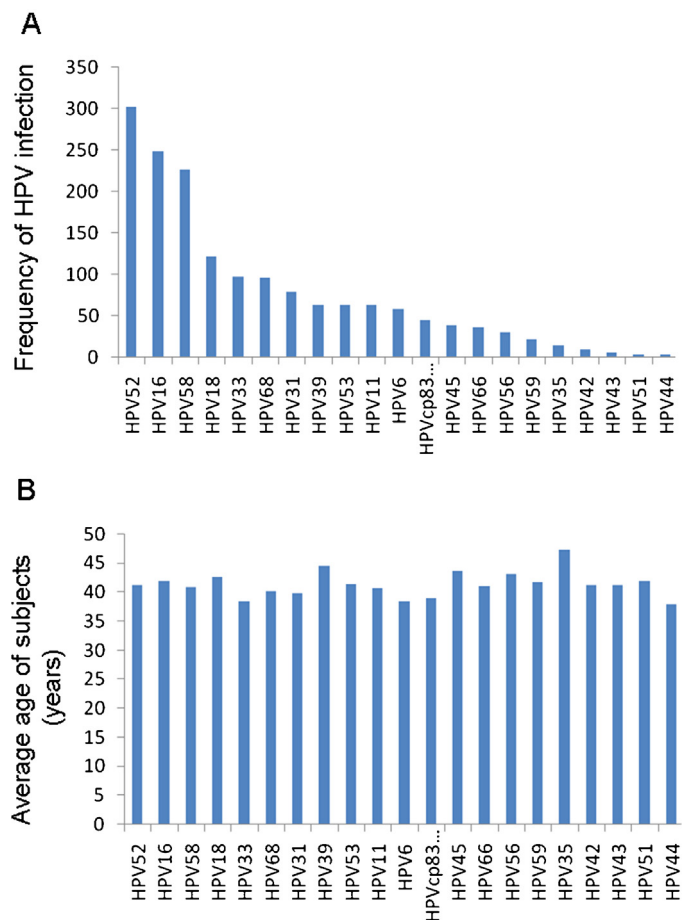 A
Frequency of HPV infection
350
300
250
200
150
100
50
0
HPV52
HPV16
HPV58
HPV18
HPV33
HPV68
HPV31
HPV39
HPV53
HPV11
HPV6
HPVcp83...
HPV45
HPV66
HPV56
HPV59
HPV35
HPV42
HPV43
HPV51
HPV44
B
Average age of subjects
(years)
50
45
40
35
30
25
20
15
10
5
0
HPV52
HPV16
HPV58
HPV18
HPV33
HPV68
HPV31
HPV39
HPV53
HPV11
HPV6
HPVcp83...
HPV45
HPV66
HPV56
HPV59
HPV35
HPV42
HPV43
HPV51
HPV44